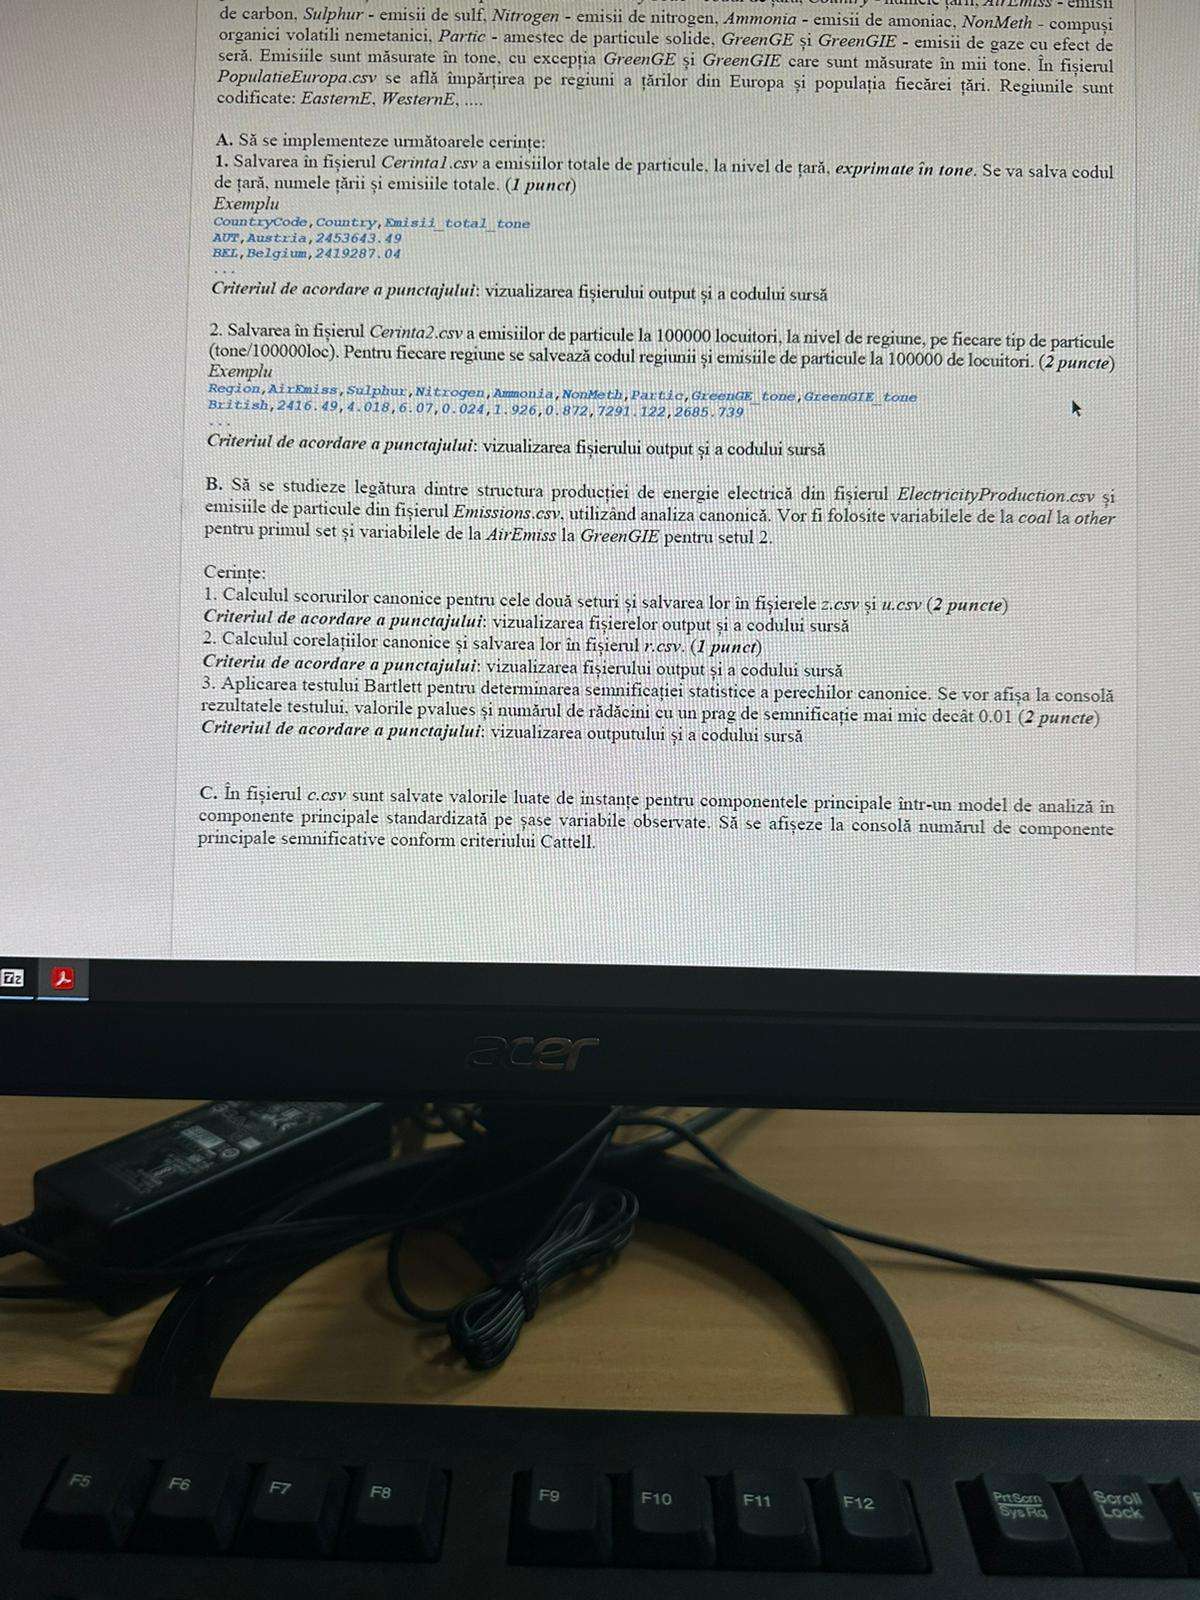 de carbon, Sulphur - emisii de sulf, Nitrogen - emisii de nitrogen, Ammonia - emisii de amoniac, NonMeth - compuși
organici volatili nemetanici, Partic - amestec de particule solide, GreenGE și GreenGIE - emisii de gaze cu efect de
seră. Emisiile sunt măsurate în tone, cu excepția GreenGE și GreenGIE care sunt măsurate în mii tone. În fișierul
PopulatieEuropa.csv se află împărțirea pe regiuni a țărilor din Europa și populația fiecărei țări. Regiunile sunt
codificate: EasternE, WesternE, ....
A. Să se implementeze următoarele cerințe:
1. Salvarea în fișierul Cerinta1.csv a emisiilor totale de particule, la nivel de țară, exprimate în tone. Se va salva codul
de țară, numele țării și emisiile totale. (1 punct)
Exemplu
CountryCode,Country,Emisii_total_tone
AUT,Austria,2453643.49
BEL,Belgium,2419287.04
...
Criteriul de acordare a punctajului: vizualizarea fișierului output și a codului sursă
2. Salvarea în fișierul Cerinta2.csv a emisiilor de particule la 100000 locuitori, la nivel de regiune, pe fiecare tip de particule
(tone/100000loc). Pentru fiecare regiune se salvează codul regiunii și emisiile de particule la 100000 de locuitori. (2 puncte)
Exemplu
Region,AirEmiss,Sulphur,Nitrogen,Ammonia,NonMeth,Partic,GreenGE_tone,GreenGIE_tone
British,2416.49,4.018,6.07,0.024,1.926,0.872,7291.122,2685.739
...
Criteriul de acordare a punctajului: vizualizarea fișierului output și a codului sursă
B. Să se studieze legătura dintre structura producției de energie electrică din fișierul ElectricityProduction.csv și
emisiile de particule din fișierul Emissions.csv, utilizând analiza canonică. Vor fi folosite variabilele de la coal la other
pentru primul set și variabilele de la AirEmiss la GreenGIE pentru setul 2.
Cerințe:
1. Calculul scorurilor canonice pentru cele două seturi și salvarea lor în fișierele z.csv și u.csv (2 puncte)
Criteriul de acordare a punctajului: vizualizarea fișierelor output și a codului sursă
2. Calculul corelațiilor canonice și salvarea lor în fișierul r.csv. (1 punct)
Criteriu de acordare a punctajului: vizualizarea fișierului output și a codului sursă
3. Aplicarea testului Bartlett pentru determinarea semnificației statistice a perechilor canonice. Se vor afișa la consolă
rezultatele testului, valorile pvalues și numărul de rădăcini cu un prag de semnificație mai mic decât 0.01 (2 puncte)
Criteriul de acordare a punctajului: vizualizarea outputului și a codului sursă
C. În fișierul c.csv sunt salvate valorile luate de instanțe pentru componentele principale într-un model de analiză în
componente principale standardizată pe șase variabile observate. Să se afișeze la consolă numărul de componente
principale semnificative conform criteriului Cattell.
acer
F5 F6 F7 F8 F9 F10 F11 F12 PrtScrn Scroll
SysRq Lock